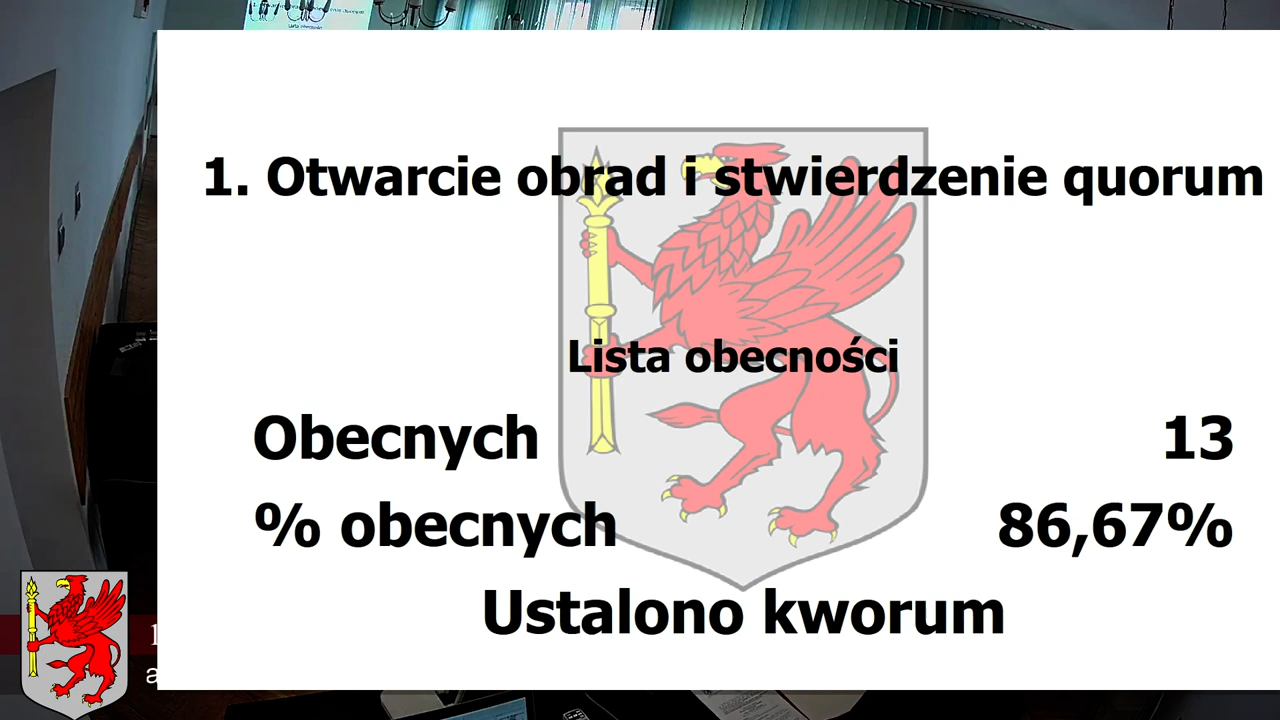 1. Otwarcie obrad i stwierdzenie quorum
Lista obecności
Obecnych 13
% obecnych 86,67%
Ustalono kworum